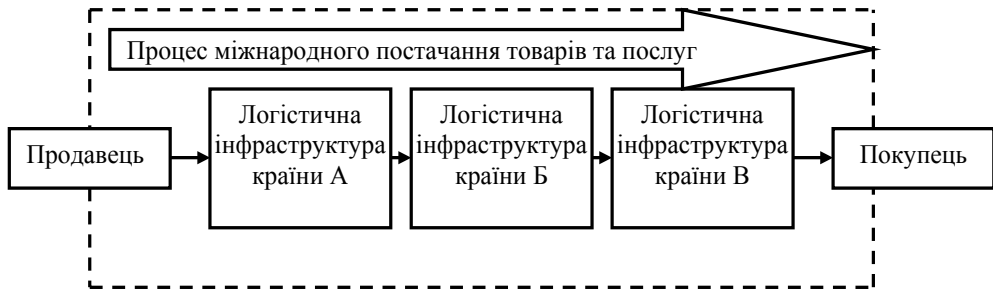 Процес міжнародного постачання товарів та послуг
Продавець
Логістична
інфраструктура
країни А
Логістична
інфраструктура
країни Б
Логістична
інфраструктура
країни В
Покупець